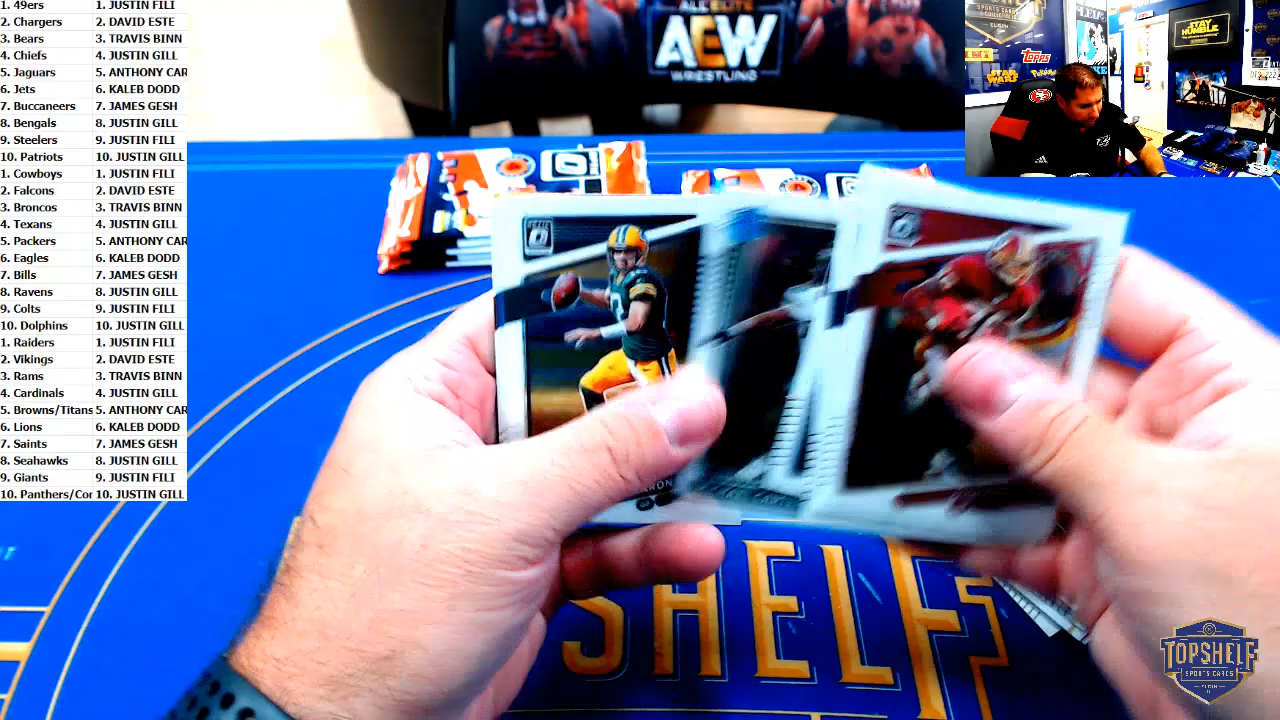 1. 49ers 1. JUSTIN FILI
2. Chargers 2. DAVID ESTE
3. Bears 3. TRAVIS BINN
4. Chiefs 4. JUSTIN GILL
5. Jaguars 5. ANTHONY CAR
6. Jets 6. KALEB DODD
7. Buccaneers 7. JAMES GESH
8. Bengals 8. JUSTIN GILL
9. Steelers 9. JUSTIN FILI
10. Patriots 10. JUSTIN GILL
1. Cowboys 1. JUSTIN FILI
2. Falcons 2. DAVID ESTE
3. Broncos 3. TRAVIS BINN
4. Texans 4. JUSTIN GILL
5. Packers 5. ANTHONY CAR
6. Eagles 6. KALEB DODD
7. Bills 7. JAMES GESH
8. Ravens 8. JUSTIN GILL
9. Colts 9. JUSTIN FILI
10. Dolphins 10. JUSTIN GILL
1. Raiders 1. JUSTIN FILI
2. Vikings 2. DAVID ESTE
3. Rams 3. TRAVIS BINN
4. Cardinals 4. JUSTIN GILL
5. Browns/Titans 5. ANTHONY CAR
6. Lions 6. KALEB DODD
7. Saints 7. JAMES GESH
8. Seahawks 8. JUSTIN GILL
9. Giants 9. JUSTIN FILI
10. Panthers/Cor 10. JUSTIN GILL
ALL ELITE
AEW
WRESTLING
SPORTS CARDS
ELGIN
Topps
STAR WARS
STAY HUMBLE
SHELF
TOPSHELF
SPORTS CARDS
ELGIN